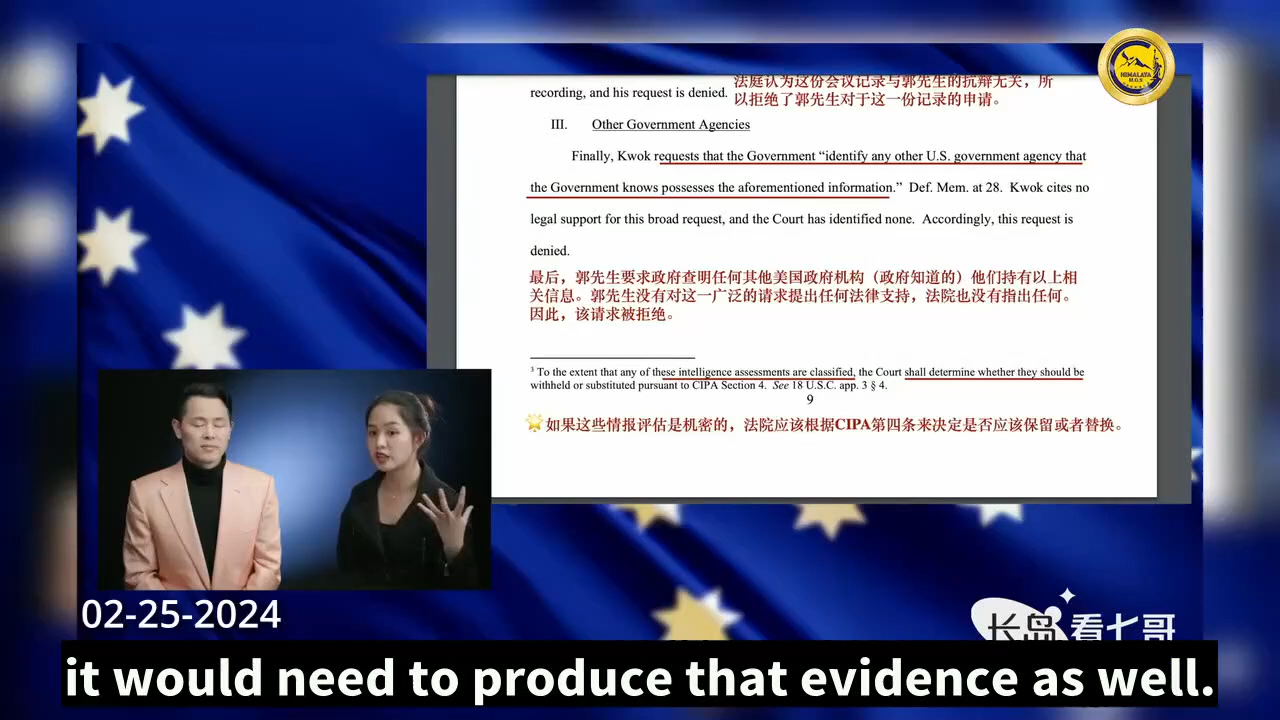 HIMALAYA
M.O.S
recording, and his request is denied.
法庭认为这份会议记录与郭先生的抗辩无关，所
以拒绝了郭先生对于这一份记录的申请。
III. Other Government Agencies
Finally, Kwok requests that the Government “identify any other U.S. government agency that
the Government knows possesses the aforementioned information.” Def. Mem. at 28. Kwok cites no
legal support for this broad request, and the Court has identified none. Accordingly, this request is
denied.
最后，郭先生要求政府查明任何其他美国政府机构（政府知道的）他们持有以上相
关信息。郭先生没有对这一广泛的请求提出任何法律支持，法院也没有指出任何。
因此，该请求被拒绝。
3 To the extent that any of these intelligence assessments are classified, the Court shall determine whether they should be
withheld or substituted pursuant to CIPA Section 4. See 18 U.S.C. app. 3 § 4.
9
如果这些情报评估是机密的，法院应该根据CIPA第四条来决定是否应该保留或者替换。
02-25-2024
长岛看七哥
it would need to produce that evidence as well.